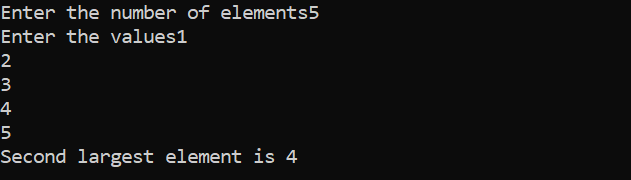 Enter the number of elements5
Enter the values1
2
3
4
5
Second largest element is 4